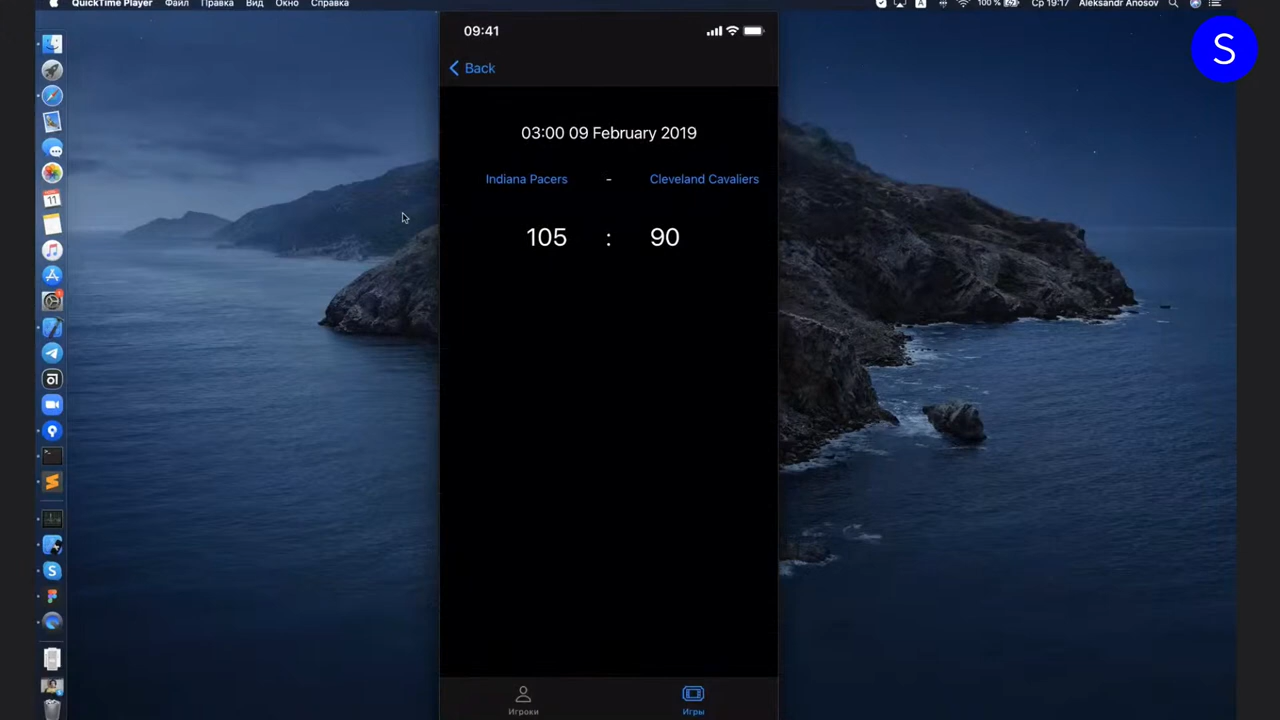 QuickTime Player Файл Правка Вид Окно Справка A 100 % Ср 19:17 Aleksandr Anosov
S
09:41
Back
03:00 09 February 2019
Indiana Pacers - Cleveland Cavaliers
105 : 90
Игроки Игры